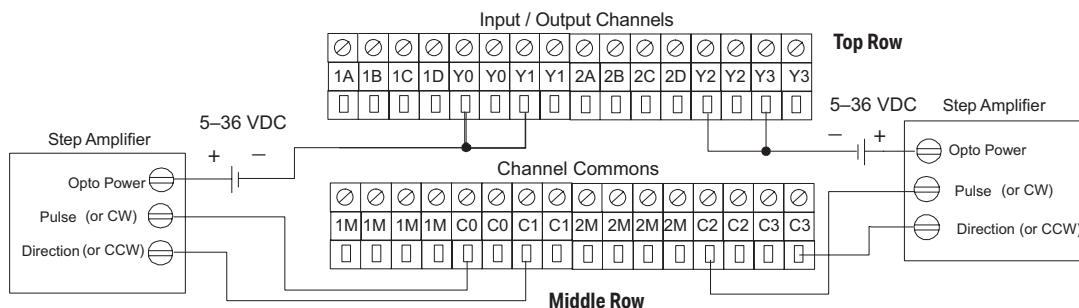 Input / Output Channels
Top Row
1A 1B 1C 1D Y0 Y0 Y1 Y1 2A 2B 2C 2D Y2 Y2 Y3 Y3
5–36 VDC
+ –
Step Amplifier
Opto Power
Pulse (or CW)
Direction (or CCW)
5–36 VDC
– +
Step Amplifier
Opto Power
Pulse (or CW)
Direction (or CCW)
Channel Commons
1M 1M 1M 1M C0 C0 C1 C1 2M 2M 2M 2M C2 C2 C3 C3
Middle Row